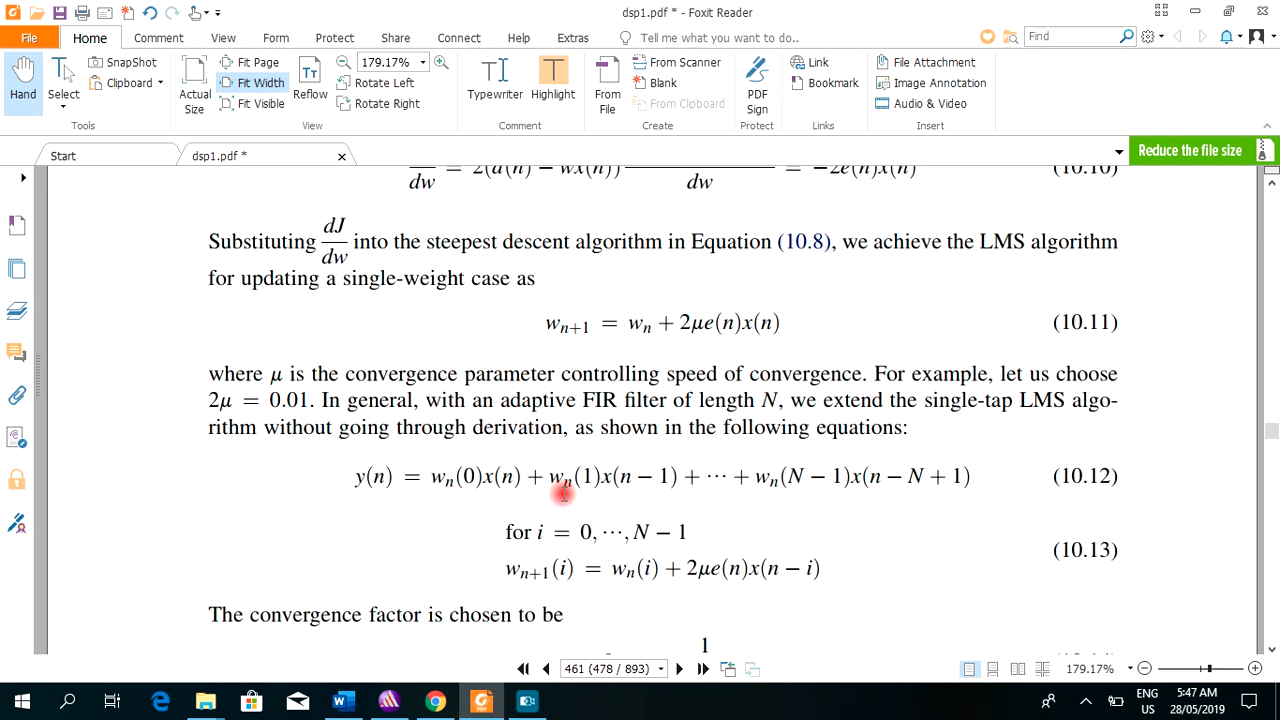 dsp1.pdf * - Foxit Reader
File Home Comment View Form Protect Share Connect Help Extras Tell me what you want to do.. Find
Hand
Select
SnapShot
Clipboard
Actual
Size
Fit Page
Fit Width
Fit Visible
Reflow
179.17%
Rotate Left
Rotate Right
Typewriter
Highlight
From
File
From Scanner
Blank
From Clipboard
PDF
Sign
Link
Bookmark
File Attachment
Image Annotation
Audio & Video
Tools View Comment Create Protect Links Insert
Start dsp1.pdf * Reduce the file size
dw = 2(d(n) − wx(n)) dw = −2e(n)x(n) (10.10)
Substituting dJ/dw into the steepest descent algorithm in Equation (10.8), we achieve the LMS algorithm
for updating a single-weight case as
wn+1 = wn + 2μe(n)x(n) (10.11)
where μ is the convergence parameter controlling speed of convergence. For example, let us choose
2μ = 0.01. In general, with an adaptive FIR filter of length N, we extend the single-tap LMS algo-
rithm without going through derivation, as shown in the following equations:
y(n) = wn(0)x(n) + wn(1)x(n − 1) + ··· + wn(N − 1)x(n − N + 1) (10.12)
for i = 0, ···, N − 1
wn+1(i) = wn(i) + 2μe(n)x(n − i) (10.13)
The convergence factor is chosen to be
1
461 (478 / 893) 179.17%
ENG 5:47 AM
US 28/05/2019